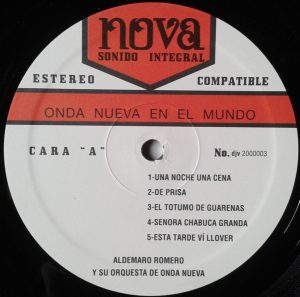 nova
SONIDO INTEGRAL
ESTEREO COMPATIBLE
ONDA NUEVA EN EL MUNDO
CARA "A" No. djv 2000003
1-UNA NOCHE UNA CENA
2-DE PRISA
3-EL TOTUMO DE GUARENAS
4-SENORA CHABUCA GRANDA
5-ESTA TARDE VÍ LLOVER
ALDEMARO ROMERO
Y SU ORQUESTA DE ONDA NUEVA